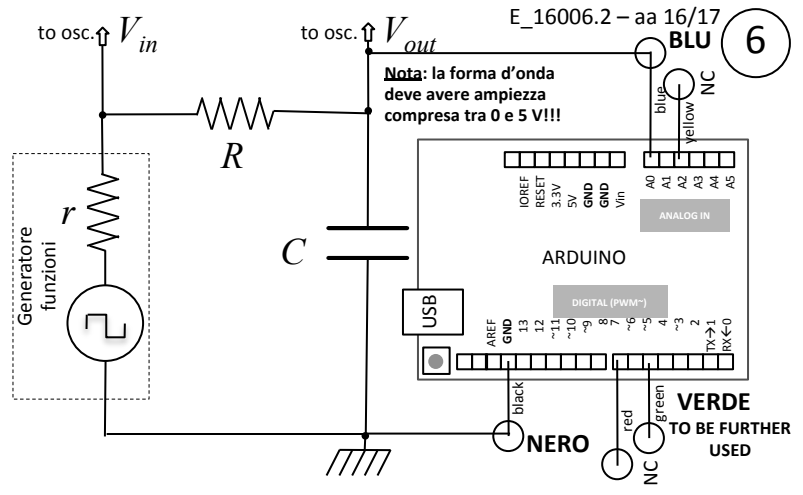 E_16006.2 – aa 16/17
6
to osc.
Vin
to osc.
Vout
BLU
NC
Nota: la forma d'onda
deve avere ampiezza
compresa tra 0 e 5 V!!!
blue
yellow
R
r
C
Generatore
funzioni
IOREF
RESET
3.3V
5V
GND
GND
Vin
A0
A1
A2
A3
A4
A5
ANALOG IN
ARDUINO
USB
DIGITAL (PWM~)
AREF
GND
13
12
~11
~10
~9
8
7
~6
~5
4
~3
2
TX→1
RX←0
black
red
green
NERO
NC
VERDE
TO BE FURTHER
USED